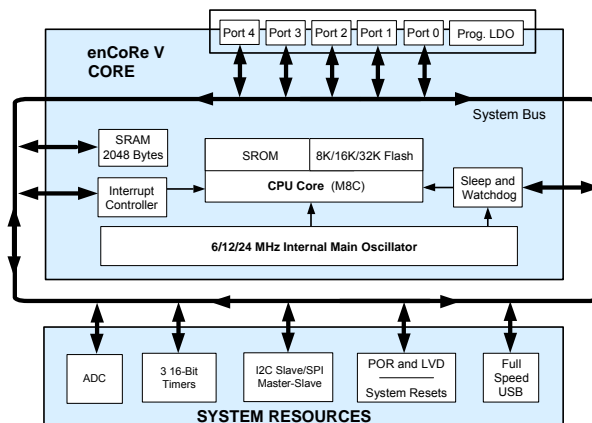 Port 4 Port 3 Port 2 Port 1 Port 0 Prog. LDO
enCoRe V
CORE
System Bus
SRAM
2048 Bytes
SROM 8K/16K/32K Flash
CPU Core (M8C)
Interrupt
Controller
Sleep and
Watchdog
6/12/24 MHz Internal Main Oscillator
ADC
3 16-Bit
Timers
I2C Slave/SPI
Master-Slave
POR and LVD
System Resets
Full
Speed
USB
SYSTEM RESOURCES